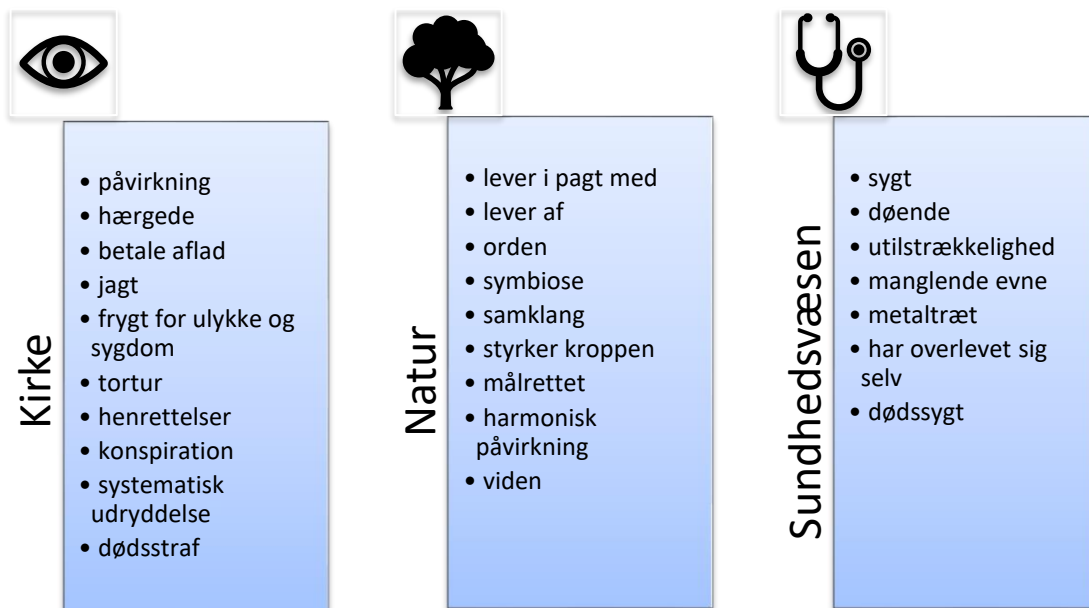 Kirke
• påvirkning
• hærgede
• betale aflad
• jagt
• frygt for ulykke og
sygdom
• tortur
• henrettelser
• konspiration
• systematisk
udryddelse
• dødsstraf
Natur
• lever i pagt med
• lever af
• orden
• symbiose
• samklang
• styrker kroppen
• målrettet
• harmonisk
påvirkning
• viden
Sundhedsvæsen
• sygt
• døende
• utilstrækkelighed
• manglende evne
• metaltræt
• har overlevet sig
selv
• dødssygt